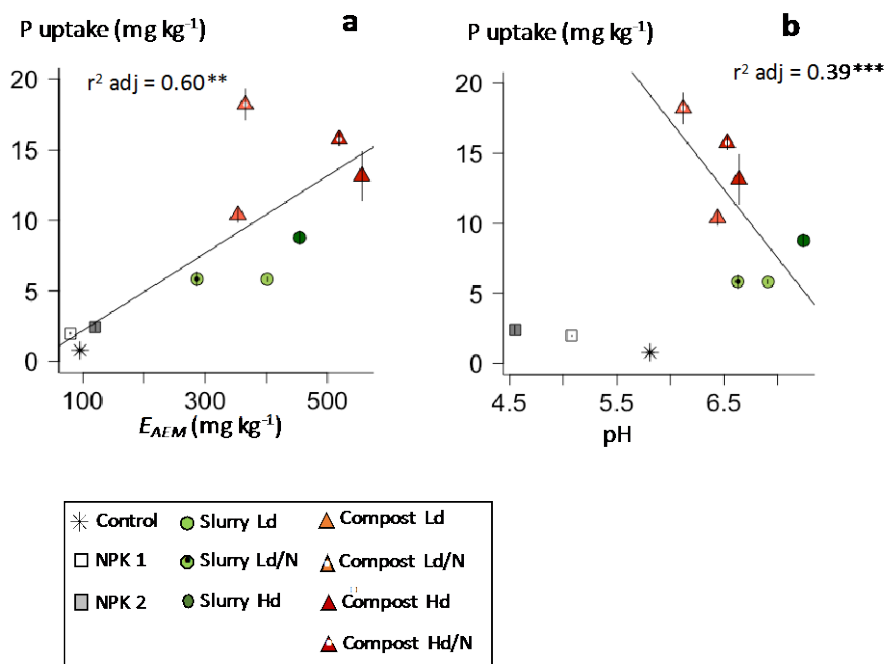 P uptake (mg kg⁻¹) a
r² adj = 0.60**
20
15
10
5
0
100 300 500
E_AEM (mg kg⁻¹)
P uptake (mg kg⁻¹) b
r² adj = 0.39***
20
15
10
5
0
4.5 5.5 6.5
pH
Control Slurry Ld Compost Ld
NPK 1 Slurry Ld/N Compost Ld/N
NPK 2 Slurry Hd Compost Hd
Compost Hd/N